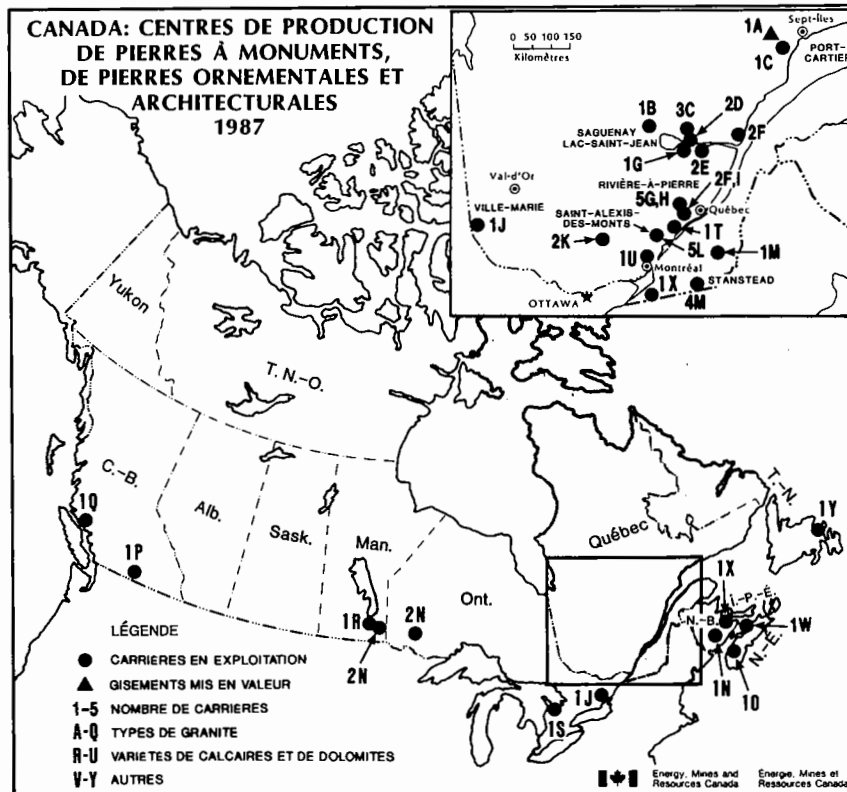 CANADA: CENTRES DE PRODUCTION
DE PIERRES À MONUMENTS,
DE PIERRES ORNEMENTALES ET
ARCHITECTURALES
1987
0 50 100 150
Kilomètres
1A
Sept-Îles
PORT-
CARTIER
1C
1B
3C
2D
2F
SAGUENAY
LAC-SAINT-JEAN
1G
2E
Val-d'Or
RIVIÈRE-À-PIERRE
2F,I
5G,H
Québec
VILLE-MARIE
SAINT-ALEXIS-
DES-MONTS
1J
1T
2K
5L
1M
1U
Montréal
STANSTEAD
1X
4M
OTTAWA
Yukon
T.N.-O.
C.-B.
Alb.
Sask.
Man.
Ont.
Québec
T.-N.
1Y
1Q
1P
1R
2N
2N
1X
Î.-P.-É.
N.-B.
1W
N.-É.
1N
1O
1J
1S
LÉGENDE
CARRIÈRES EN EXPLOITATION
GISEMENTS MIS EN VALEUR
1-5 NOMBRE DE CARRIÈRES
A-Q TYPES DE GRANITE
R-U VARIÉTÉS DE CALCAIRES ET DE DOLOMITES
V-Y AUTRES
Energy, Mines and Énergie, Mines et
Resources Canada Ressources Canada